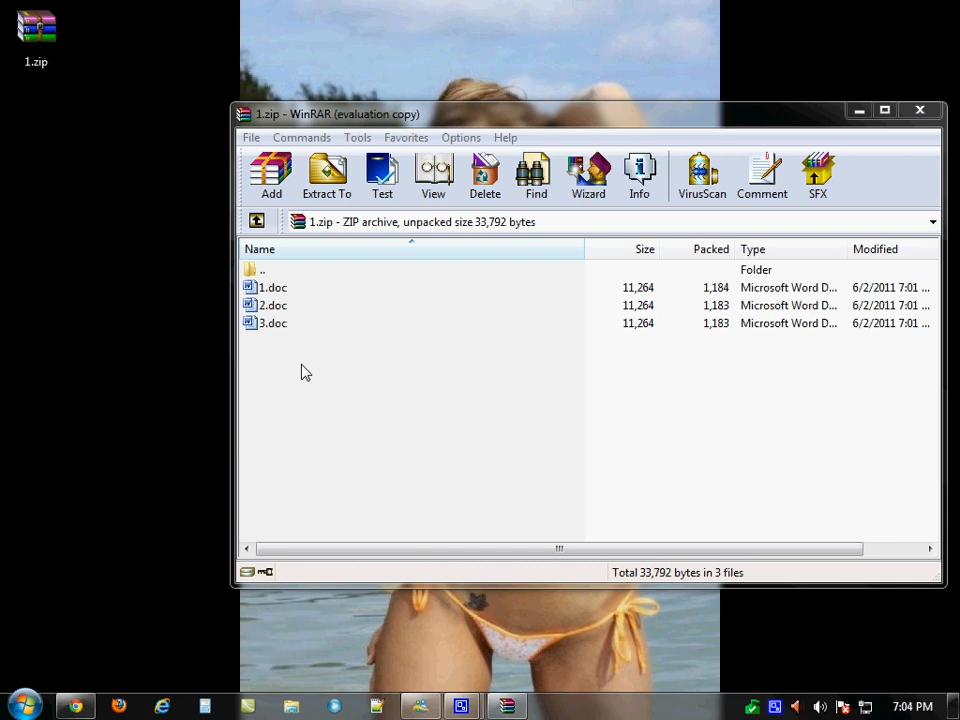 1.zip
1.zip - WinRAR (evaluation copy)
File Commands Tools Favorites Options Help
Add Extract To Test View Delete Find Wizard Info VirusScan Comment SFX
1.zip - ZIP archive, unpacked size 33,792 bytes
Name Size Packed Type Modified
.. Folder
1.doc 11,264 1,184 Microsoft Word D... 6/2/2011 7:01 ...
2.doc 11,264 1,183 Microsoft Word D... 6/2/2011 7:01 ...
3.doc 11,264 1,183 Microsoft Word D... 6/2/2011 7:01 ...
Total 33,792 bytes in 3 files
7:04 PM